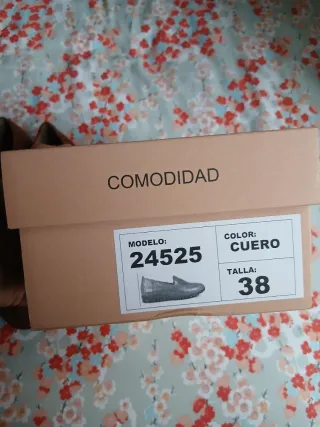 COMODIDAD
MODELO:
24525
COLOR:
CUERO
TALLA:
38